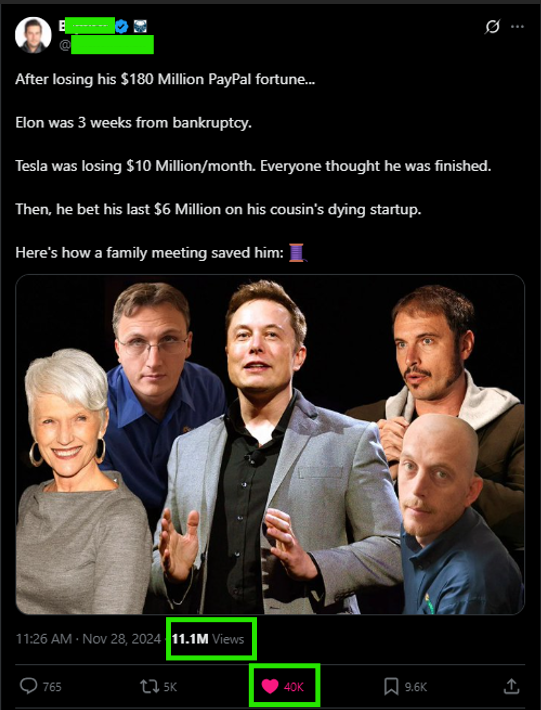 @
After losing his $180 Million PayPal fortune...
Elon was 3 weeks from bankruptcy.
Tesla was losing $10 Million/month. Everyone thought he was finished.
Then, he bet his last $6 Million on his cousin's dying startup.
Here's how a family meeting saved him: 🧵
11:26 AM · Nov 28, 2024 · 11.1M Views
765 5K 40K 9.6K